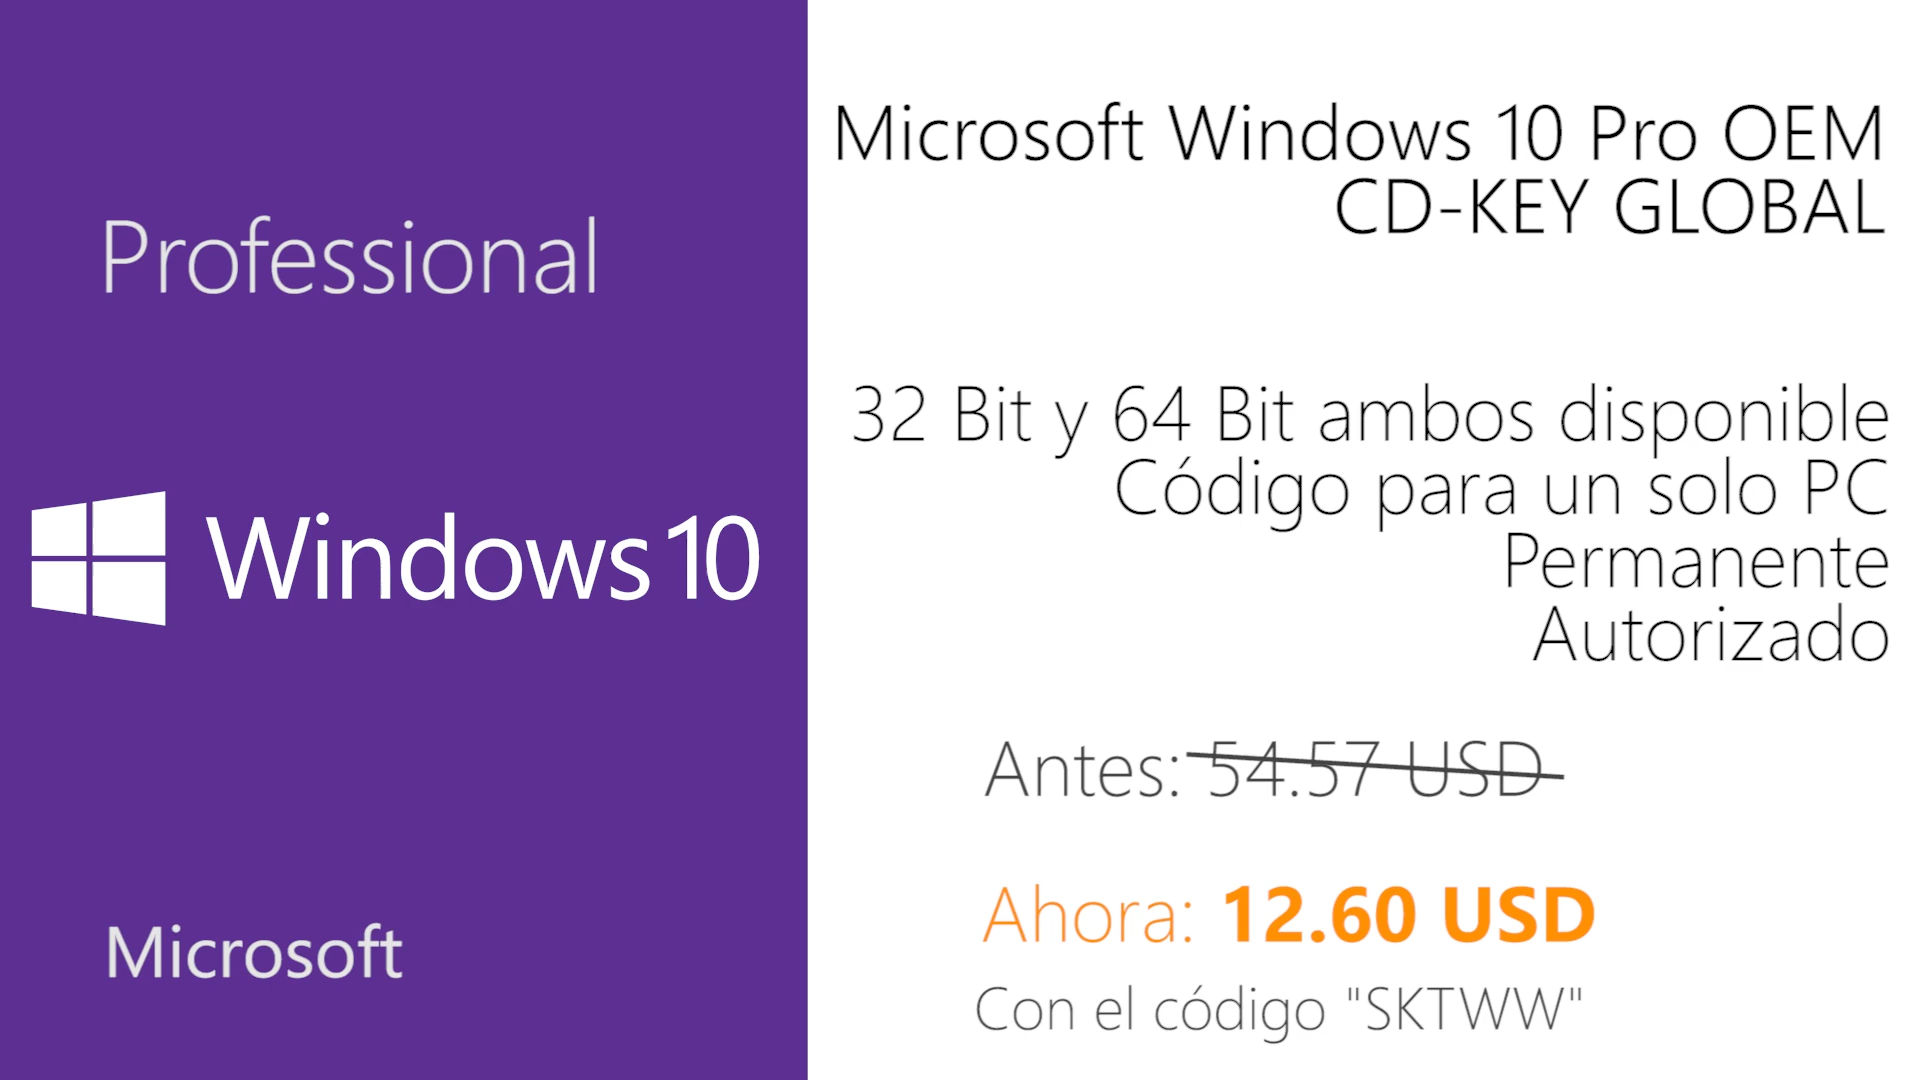 Professional
Windows 10
Microsoft
Microsoft Windows 10 Pro OEM
CD-KEY GLOBAL
32 Bit y 64 Bit ambos disponible
Código para un solo PC
Permanente
Autorizado
Antes: 54.57 USD
Ahora: 12.60 USD
Con el código "SKTWW"